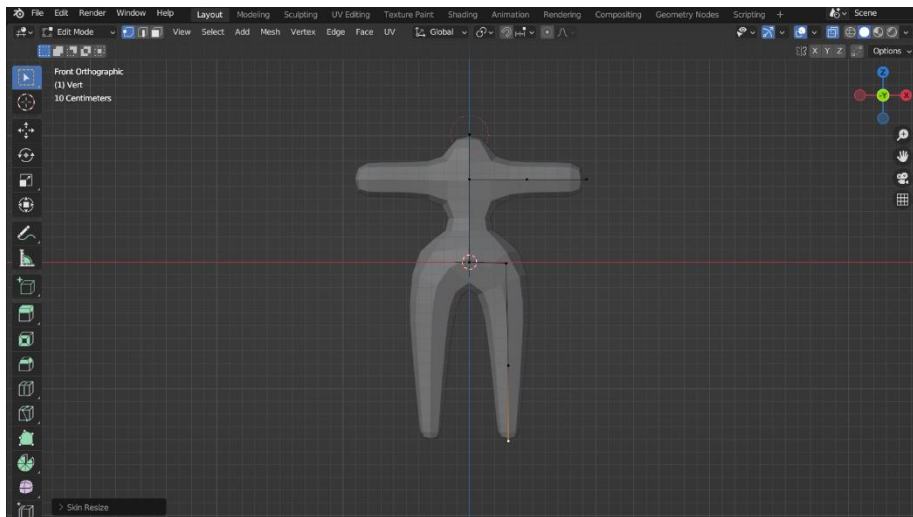 File Edit Render Window Help Layout Modeling Sculpting UV Editing Texture Paint Shading Animation Rendering Compositing Geometry Nodes Scripting + Scene
Edit Mode View Select Add Mesh Vertex Edge Face UV Global
X Y Z Options
Front Orthographic
(1) Vert
10 Centimeters
Z
X
-Y
> Skin Resize